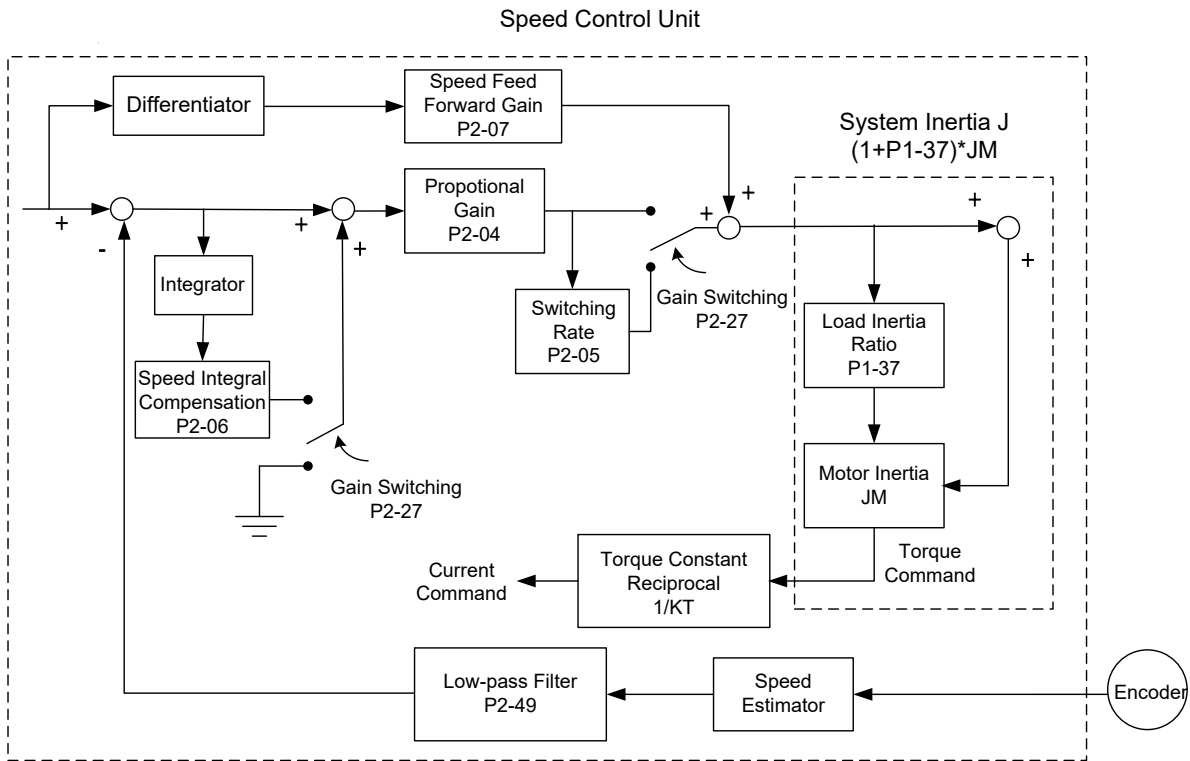 Speed Control Unit
Differentiator
Speed Feed
Forward Gain
P2-07
System Inertia J
(1+P1-37)*JM
+
-
+
+
Propotional
Gain
P2-04
+
+
+
+
Integrator
Speed Integral
Compensation
P2-06
Gain Switching
P2-27
Switching
Rate
P2-05
Gain Switching
P2-27
Load Inertia
Ratio
P1-37
Motor Inertia
JM
Torque
Command
Torque Constant
Reciprocal
1/KT
Current
Command
Low-pass Filter
P2-49
Speed
Estimator
Encoder